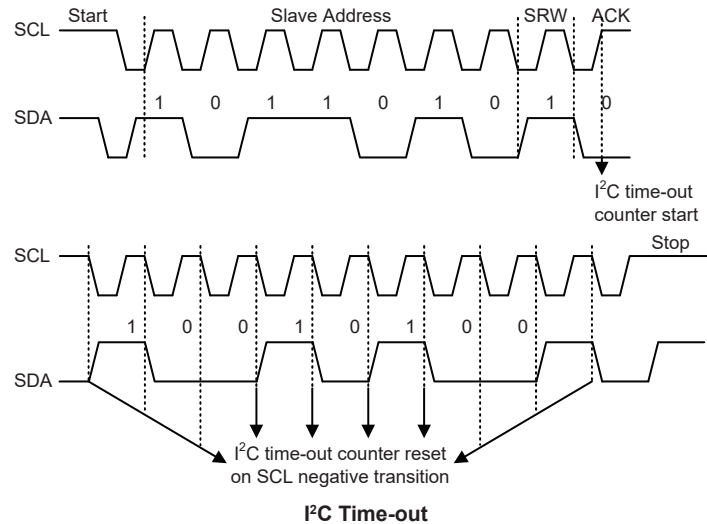 Start Slave Address SRW ACK
SCL
1 0 1 1 0 1 0 1 0
SDA
I²C time-out
counter start
Stop
SCL
1 0 0 1 0 1 0 0
SDA
I²C time-out counter reset
on SCL negative transition
I²C Time-out